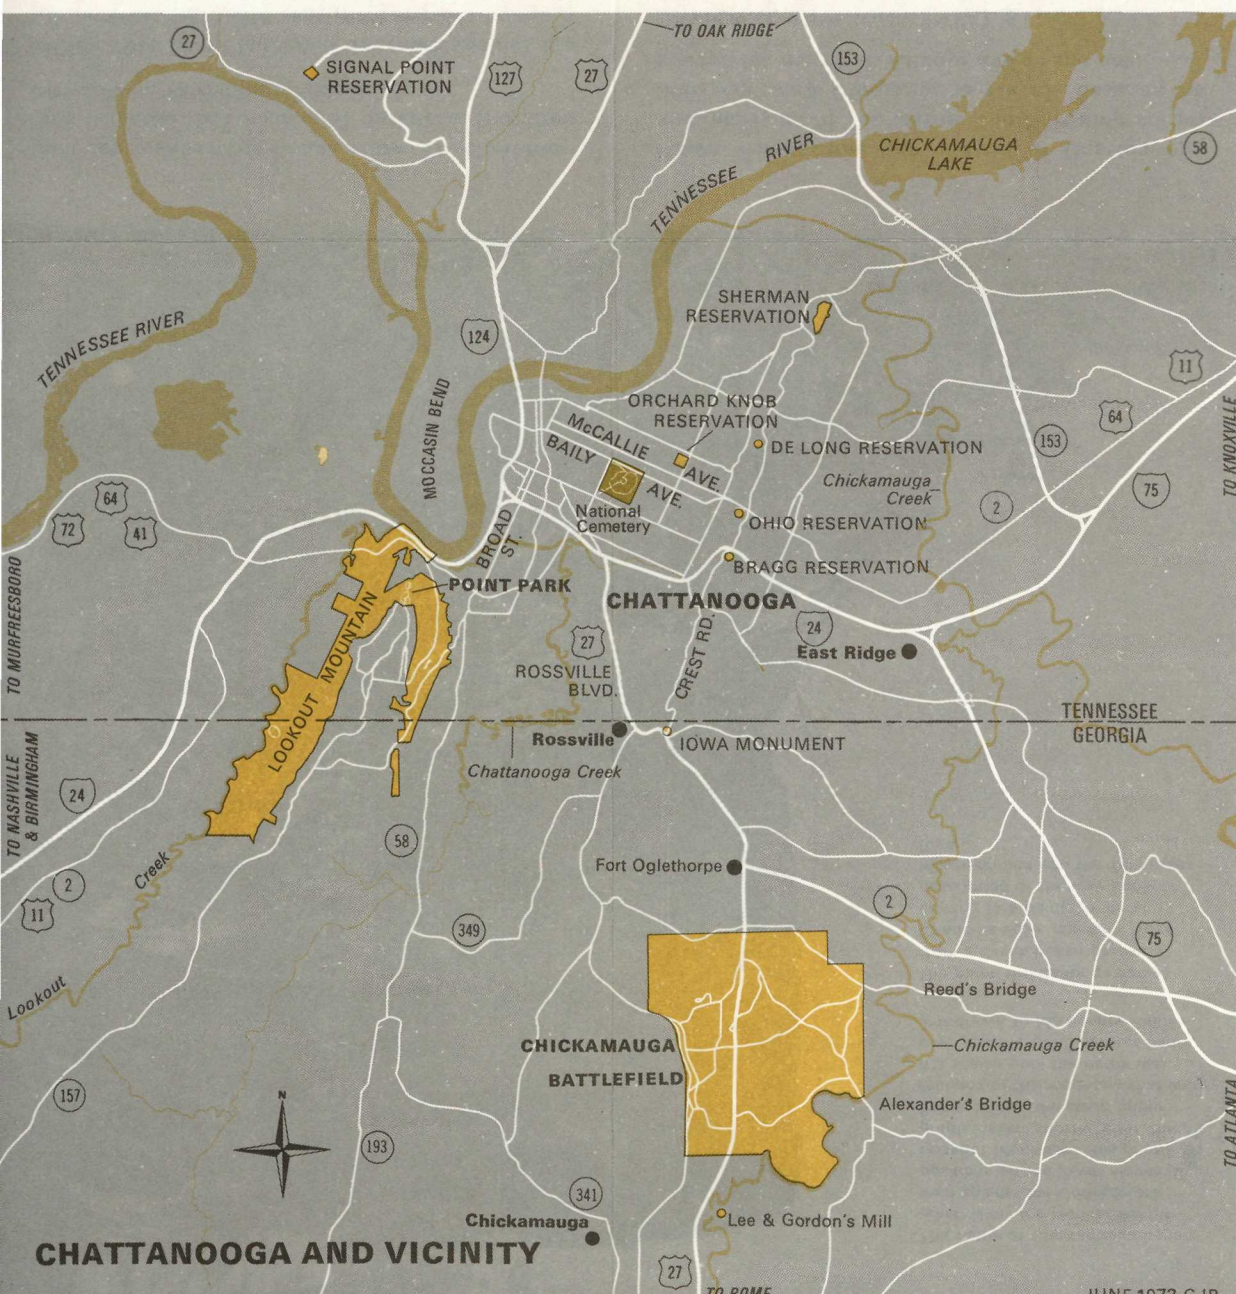 TO OAK RIDGE
27
SIGNAL POINT
RESERVATION
127
27
153
CHICKAMAUGA
LAKE
58
TENNESSEE RIVER
TENNESSEE RIVER
SHERMAN
RESERVATION
124
11
MOCCASIN BEND
ORCHARD KNOB
RESERVATION
McCALLIE
AVE.
BAILY
AVE.
DE LONG RESERVATION
64
153
TO KNOXVILLE
Chickamauga
Creek
2
75
National
Cemetery
OHIO RESERVATION
64
72
41
BROAD
ST.
BRAGG RESERVATION
TO MURFREESBORO
POINT PARK
CHATTANOOGA
24
27
East Ridge
LOOKOUT MOUNTAIN
ROSSVILLE
BLVD.
CREST RD.
TENNESSEE
GEORGIA
Rossville
IOWA MONUMENT
Chattanooga Creek
TO NASHVILLE
& BIRMINGHAM
24
58
Fort Oglethorpe
2
11
Lookout Creek
349
2
75
Reed's Bridge
CHICKAMAUGA
BATTLEFIELD
Chickamauga Creek
157
N
Alexander's Bridge
TO ATLANTA
193
341
Chickamauga
Lee & Gordon's Mill
CHATTANOOGA AND VICINITY
27
TO ROME
JUNE 1973